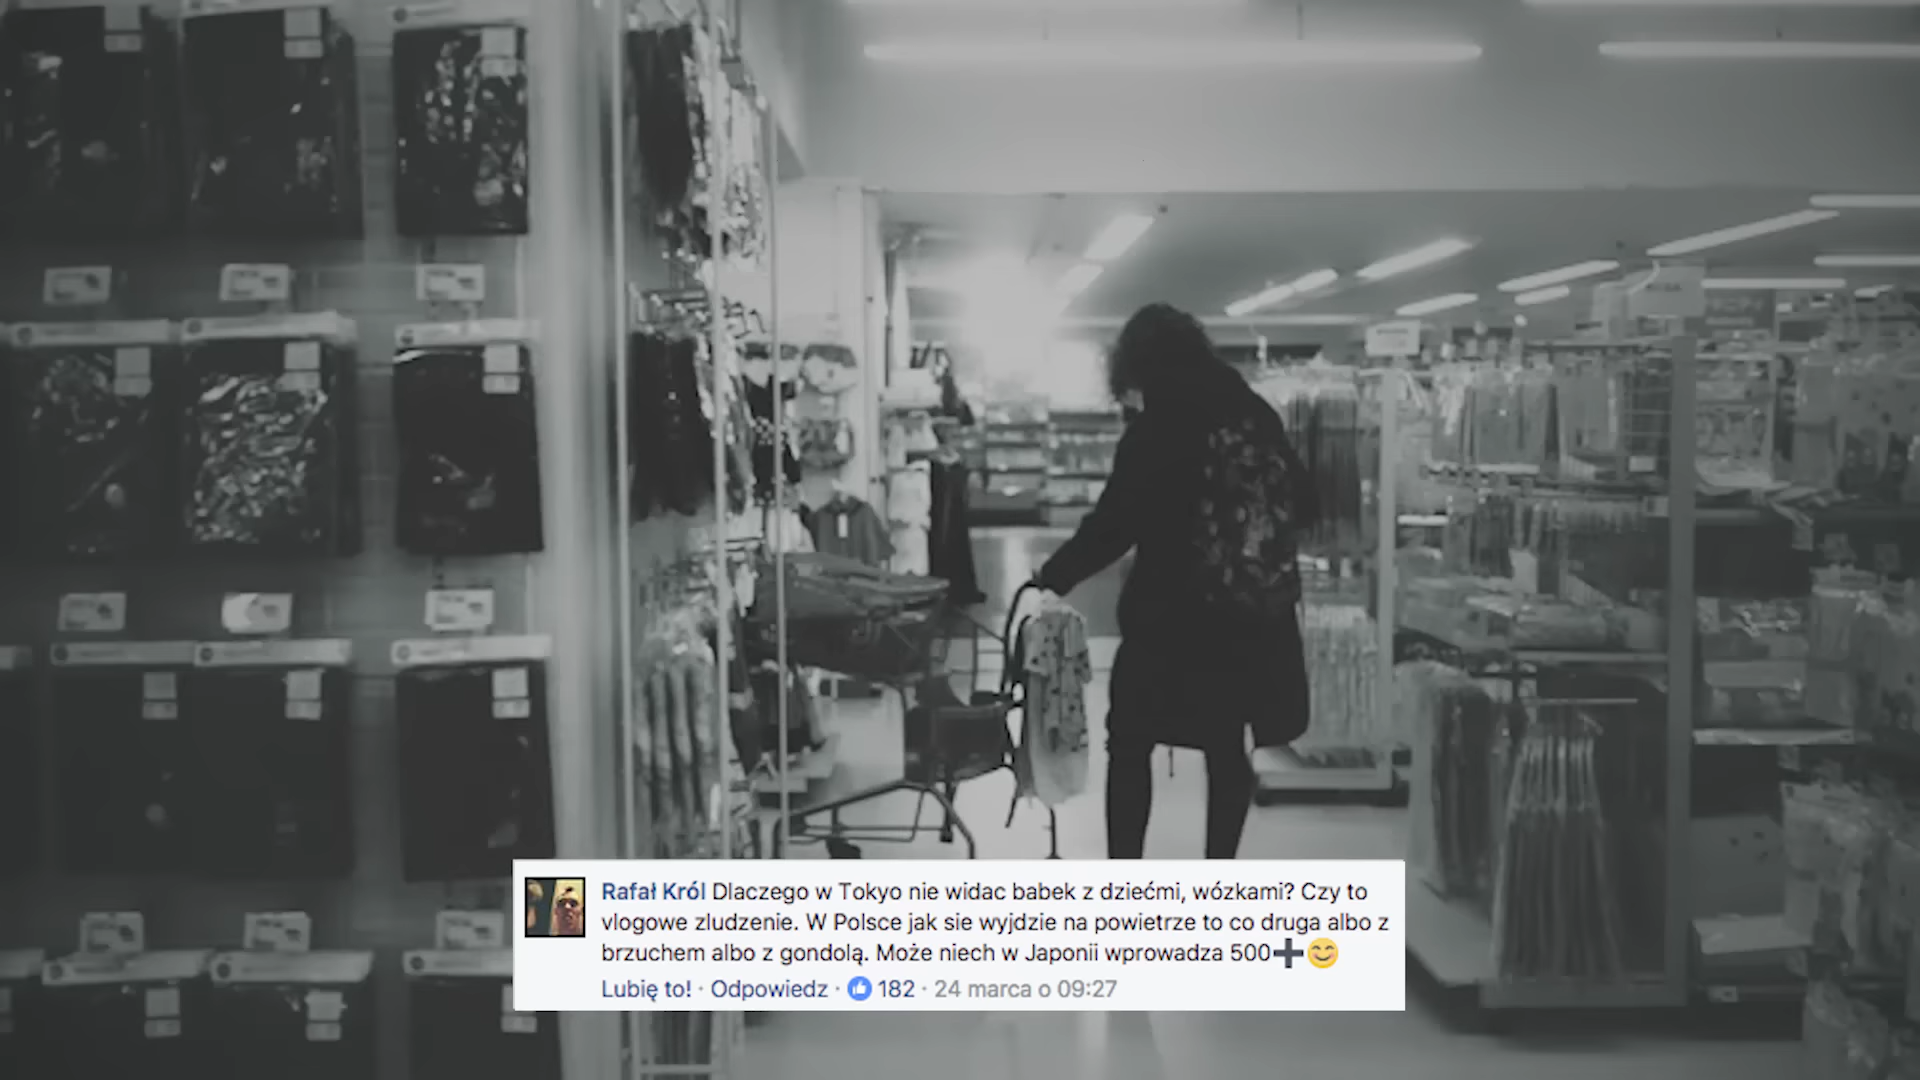 Rafał Król Dlaczego w Tokyo nie widac babek z dziećmi, wózkami? Czy to
vlogowe zludzenie. W Polsce jak sie wyjdzie na powietrze to co druga albo z
brzuchem albo z gondolą. Może niech w Japonii wprowadza 500➕😊
Lubię to! · Odpowiedz · 182 · 24 marca o 09:27